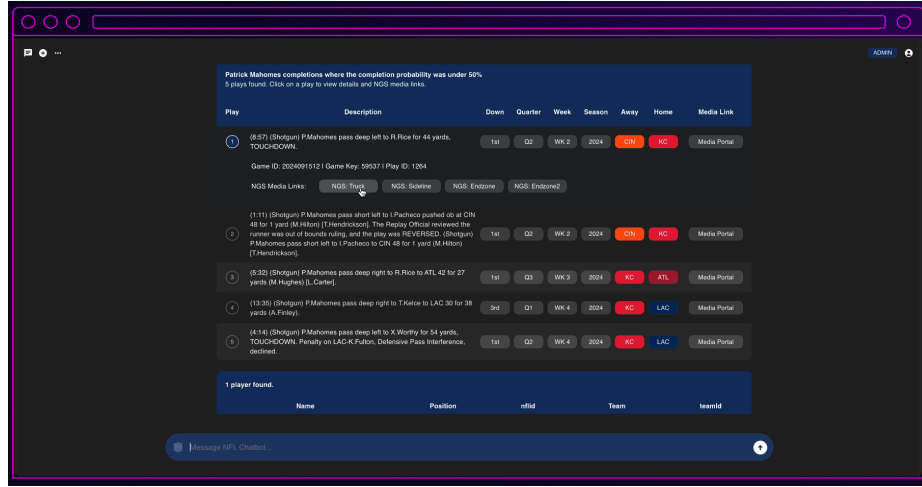 ADMIN
Patrick Mahomes completions where the completion probability was under 50%
5 plays found. Click on a play to view details and NGS media links.
Play Description Down Quarter Week Season Away Home Media Link
1 (8:57) (Shotgun) P.Mahomes pass deep left to R.Rice for 44 yards, 1st Q2 WK 2 2024 CIN KC Media Portal
TOUCHDOWN.
Game ID: 2024091512 | Game Key: 59537 | Play ID: 1264
NGS Media Links: NGS: Truck NGS: Sideline NGS: Endzone NGS: Endzone2
(1:11) (Shotgun) P.Mahomes pass short left to I.Pacheco pushed ob at CIN
48 for 1 yard (M.Hilton) [T.Hendrickson]. The Replay Official reviewed the
2 runner was out of bounds ruling, and the play was REVERSED. (Shotgun) 1st Q2 WK 2 2024 CIN KC Media Portal
P.Mahomes pass short left to I.Pacheco to CIN 48 for 1 yard (M.Hilton)
[T.Hendrickson].
3 (5:32) (Shotgun) P.Mahomes pass deep right to R.Rice to ATL 42 for 27 1st Q3 WK 3 2024 KC ATL Media Portal
yards (M.Hughes) [L.Carter].
4 (13:35) (Shotgun) P.Mahomes pass deep right to T.Kelce to LAC 30 for 38 3rd Q1 WK 4 2024 KC LAC Media Portal
yards (A.Finley).
(4:14) (Shotgun) P.Mahomes pass deep left to X.Worthy for 54 yards,
5 TOUCHDOWN. Penalty on LAC-K.Fulton, Defensive Pass Interference, 1st Q2 WK 4 2024 KC LAC Media Portal
declined.
1 player found.
Name Position nflid Team teamId
Message NFL Chatbot...